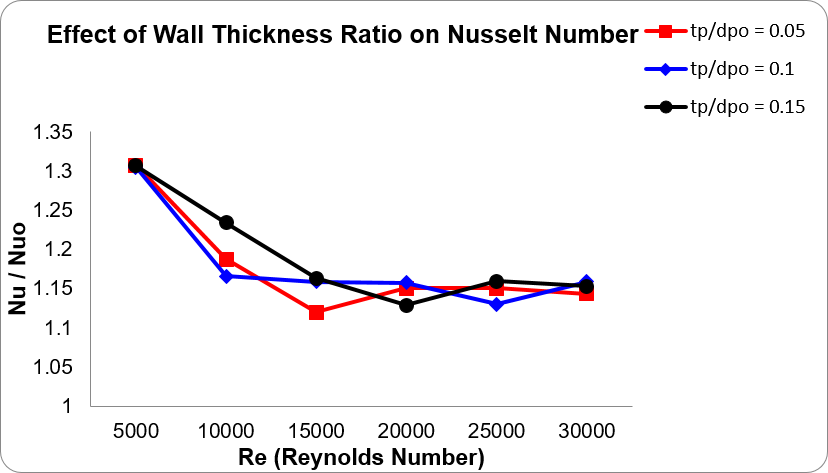 Effect of Wall Thickness Ratio on Nusselt Number
tp/dpo = 0.05
tp/dpo = 0.1
tp/dpo = 0.15
Nu / Nuo
1.35
1.3
1.25
1.2
1.15
1.1
1.05
1
5000 10000 15000 20000 25000 30000
Re (Reynolds Number)